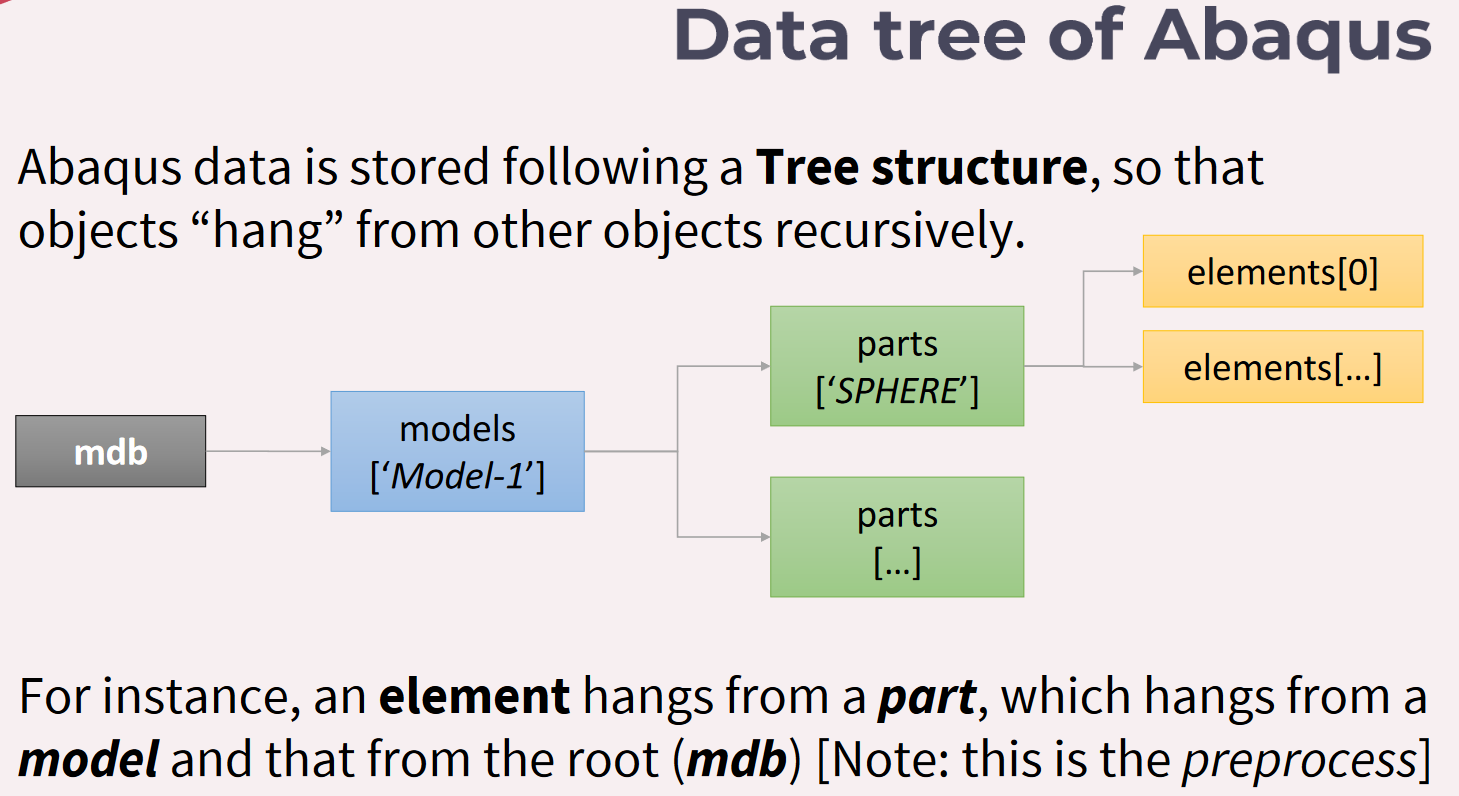 Data tree of Abaqus
Abaqus data is stored following a Tree structure, so that
objects “hang” from other objects recursively.
mdb
models
[‘Model-1’]
parts
[‘SPHERE’]
parts
[…]
elements[0]
elements[…]
For instance, an element hangs from a part, which hangs from a
model and that from the root (mdb) [Note: this is the preprocess]